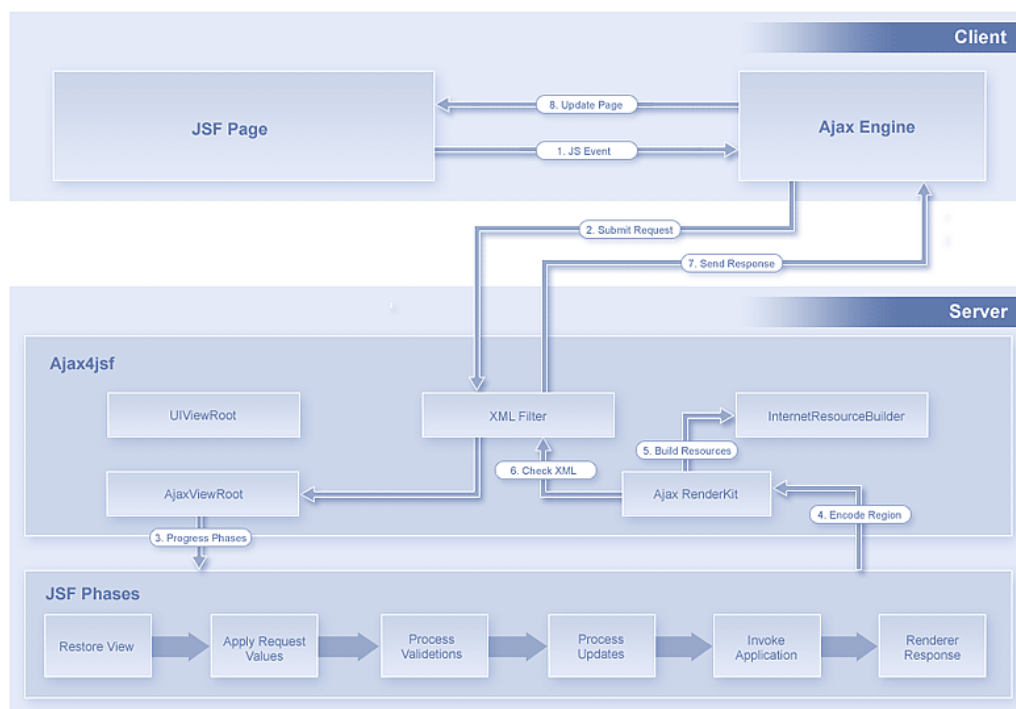 Client
JSF Page
8. Update Page
1. JS Event
Ajax Engine
2. Submit Request
7. Send Response
Server
Ajax4jsf
UIViewRoot
XML Filter
InternetResourceBuilder
5. Build Resources
6. Check XML
AjaxViewRoot
Ajax RenderKit
4. Encode Region
3. Progress Phases
JSF Phases
Restore View
Apply Request
Values
Process
Validetions
Process
Updates
Invoke
Application
Renderer
Response